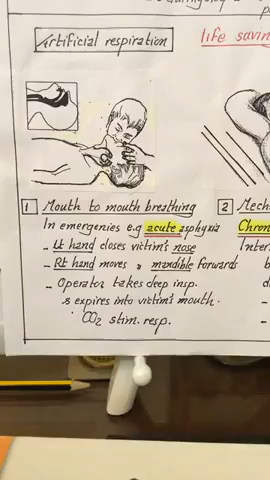 Artificial respiration
life savin
1 Mouth to mouth breathing
In emergenies e.g acute asphyxia
- Lt hand closes victim's nose
- Rt hand moves mandible forwards
- Operator takes deep insp.
& expires into victim's mouth.
CO2 stim. resp.
2 Mech
Chron
Inter